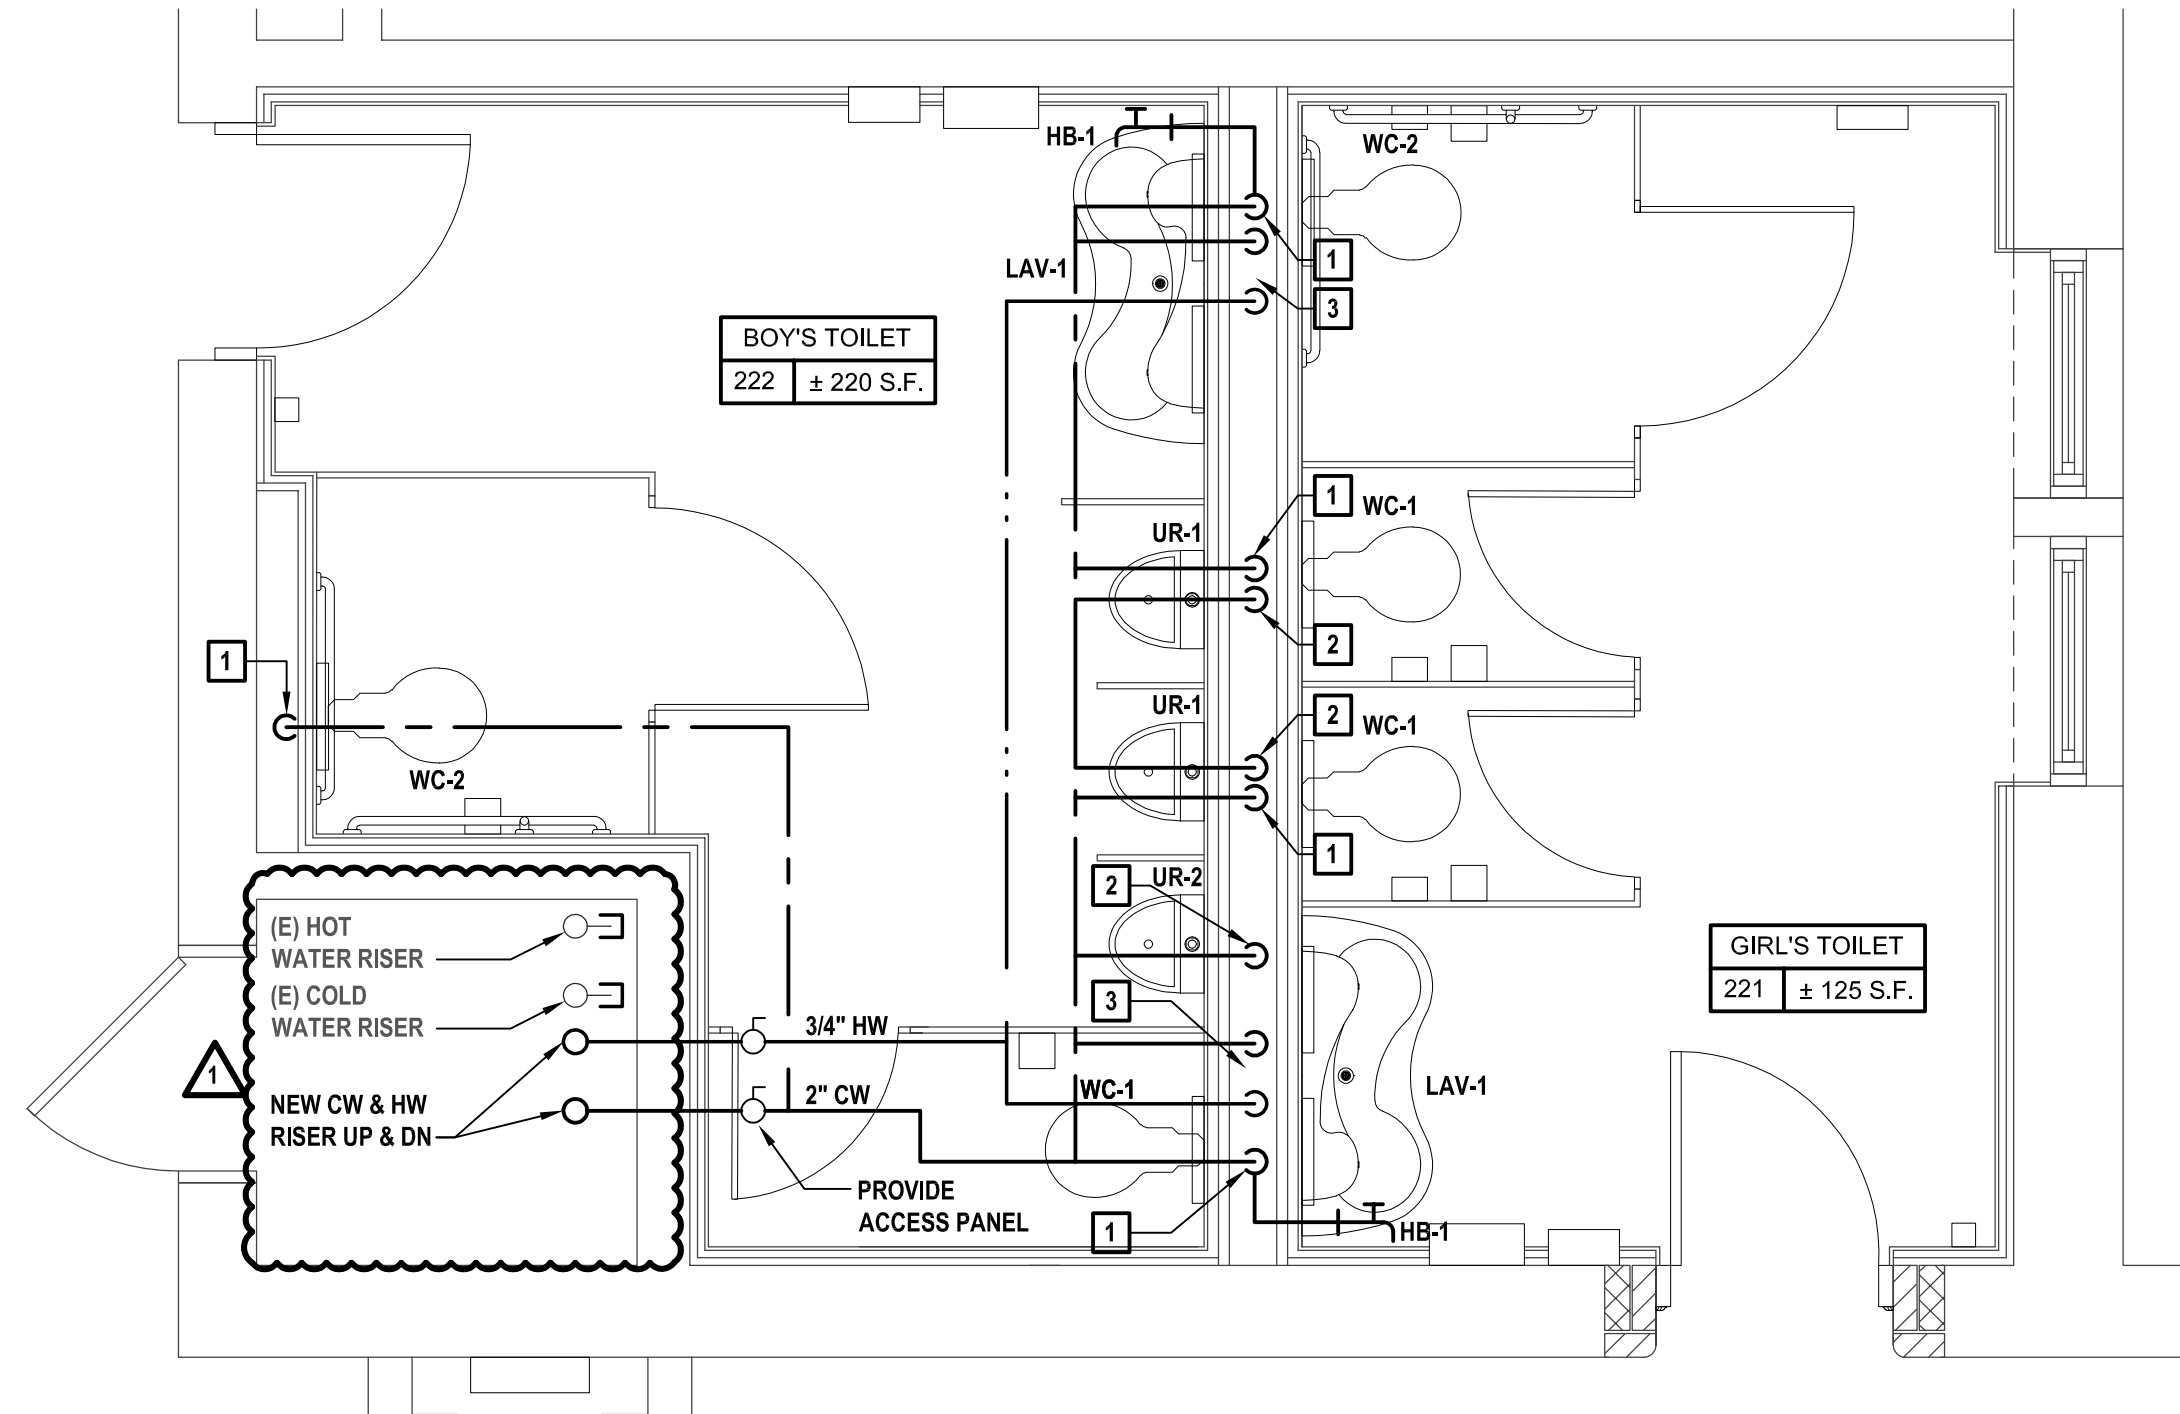 HB-1
WC-2
1
LAV-1
3
BOY'S TOILET
222
± 220 S.F.
1
WC-1
UR-1
2
1
UR-1
2
WC-1
WC-2
1
2
UR-2
(E) HOT
WATER RISER
(E) COLD
WATER RISER
3
GIRL'S TOILET
221
± 125 S.F.
3/4" HW
1
NEW CW & HW
RISER UP & DN
2" CW
WC-1
LAV-1
PROVIDE
ACCESS PANEL
1
HB-1